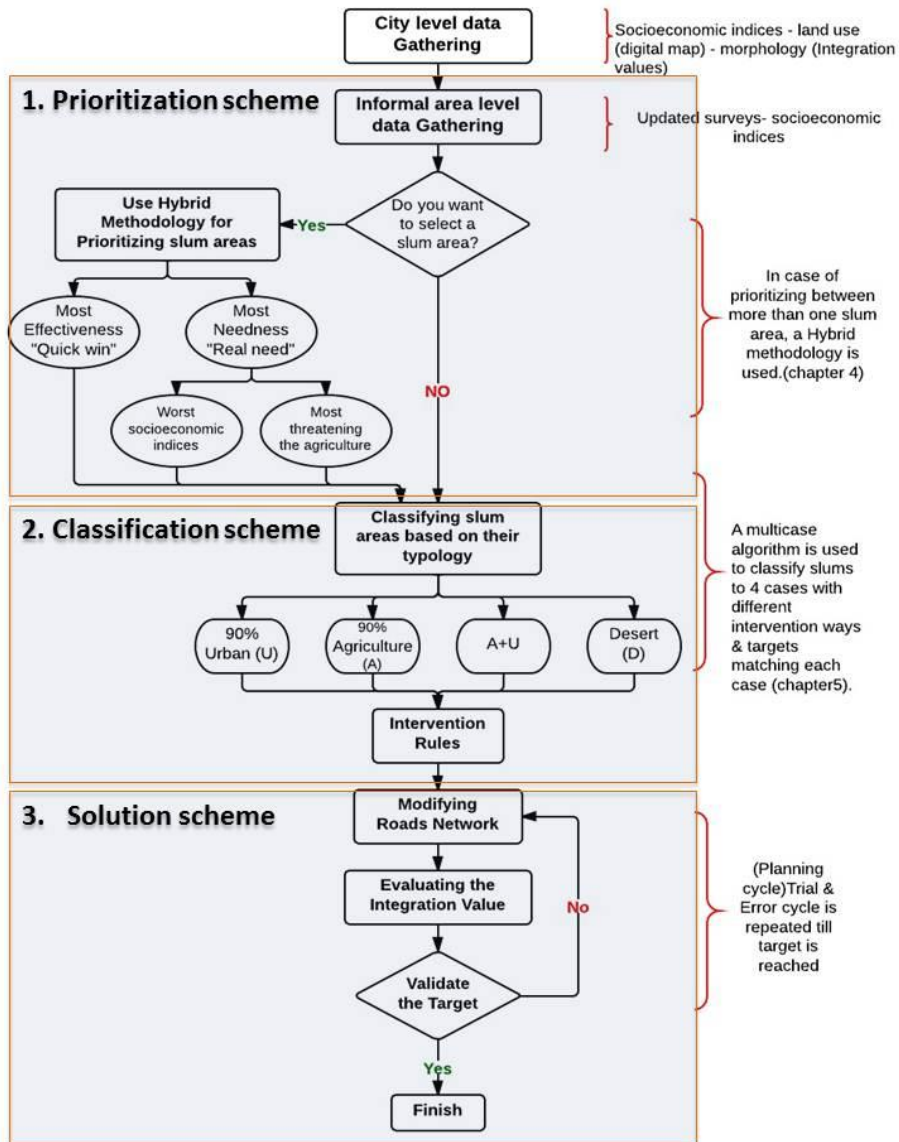 City level data
Gathering
Socioeconomic indices - land use
(digital map) - morphology (Integration
values)
1. Prioritization scheme
Informal area level
data Gathering
Updated surveys- socioeconomic
indices
Use Hybrid
Methodology for
Prioritizing slum areas
Yes
Do you want
to select a
slum area?
Most
Effectiveness
"Quick win"
Most
Needness
"Real need"
In case of
prioritizing between
more than one slum
area, a Hybrid
methodology is
used.(chapter 4)
NO
Worst
socioeconomic
indices
Most
threatening
the agriculture
2. Classification scheme
Classifying slum
areas based on their
typology
A multicase
algorithm is used
to classify slums
to 4 cases with
different
intervention ways
& targets
matching each
case (chapter5).
90%
Urban (U)
90%
Agriculture
(A)
A+U
Desert
(D)
Intervention
Rules
3. Solution scheme
Modifying
Roads Network
Evaluating the
Integration Value
No
(Planning
cycle)Trial &
Error cycle is
repeated till
target is
reached
Validate
the Target
Yes
Finish